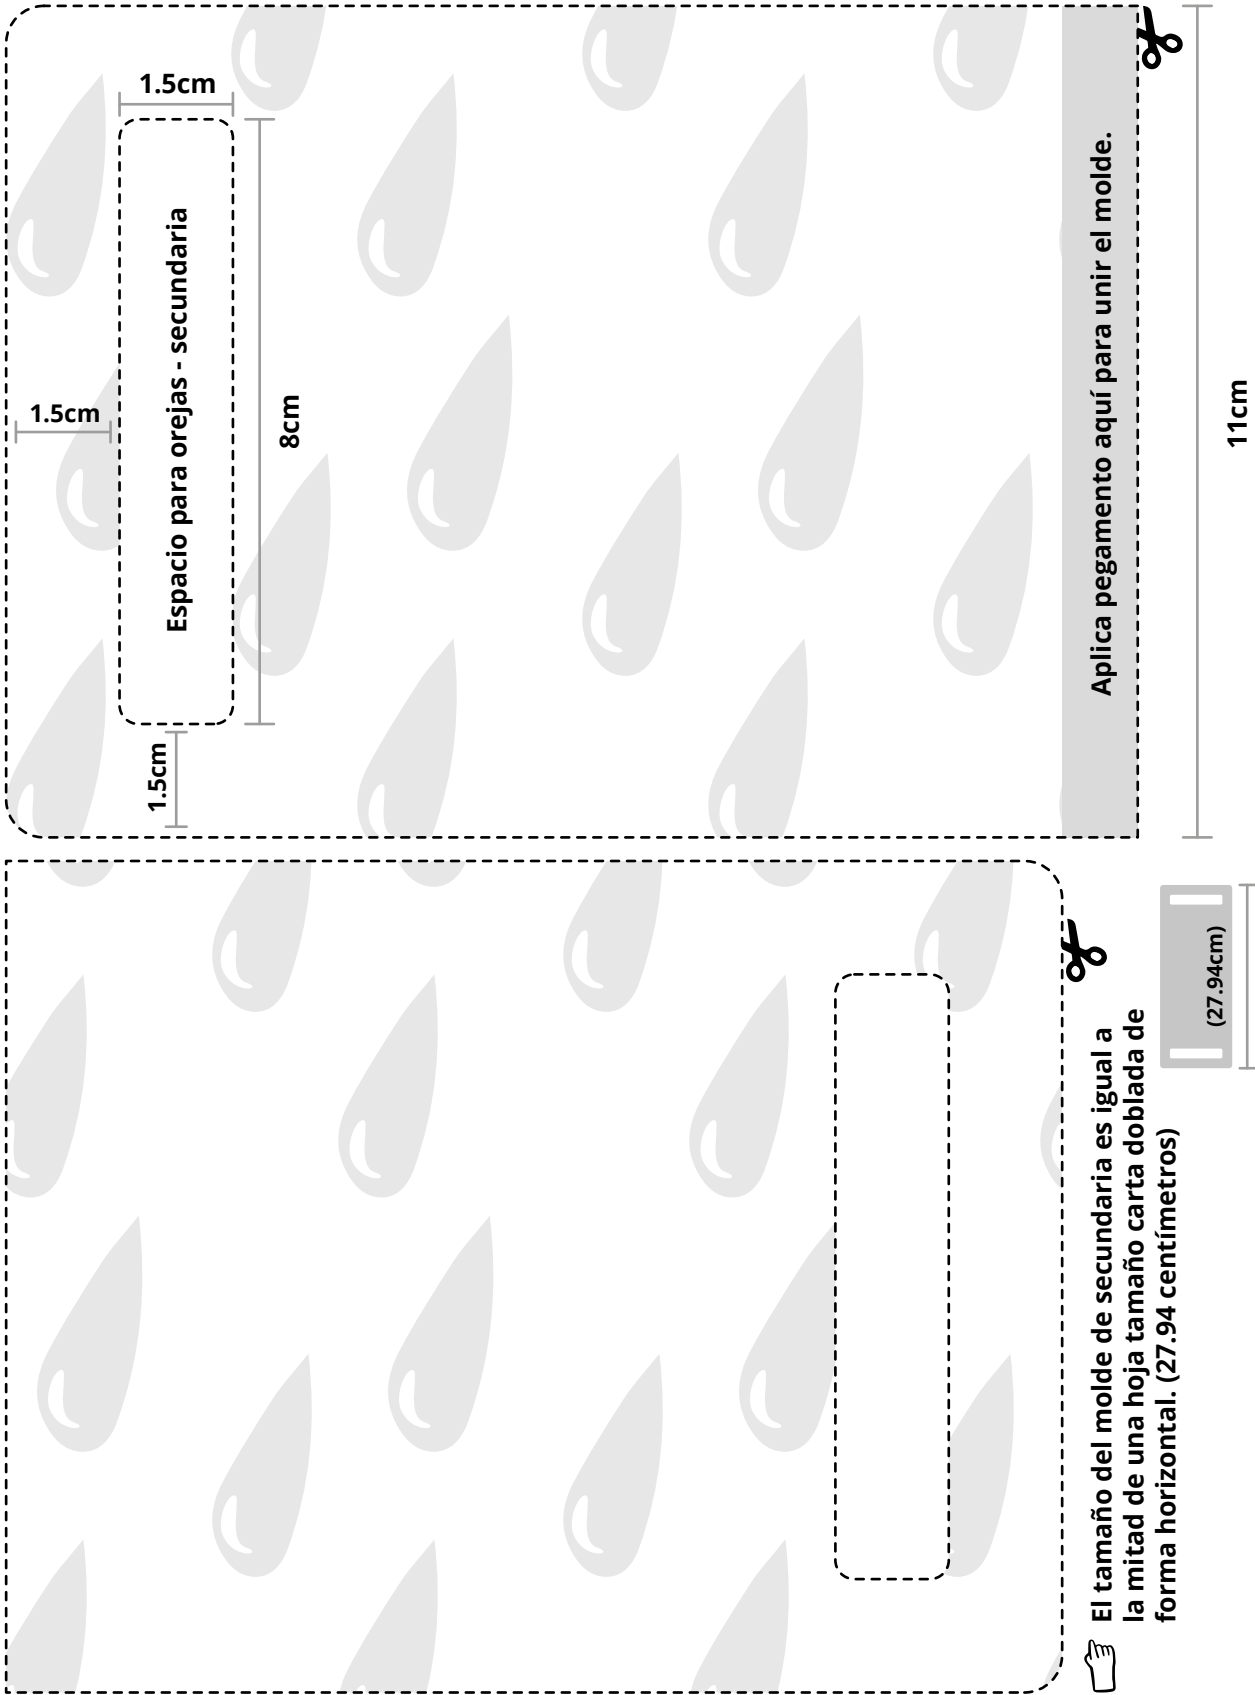 1.5cm
Espacio para orejas - secundaria
1.5cm
8cm
1.5cm
Aplica pegamento aquí para unir el molde.
11cm
El tamaño del molde de secundaria es igual a
la mitad de una hoja tamaño carta doblada de
forma horizontal. (27.94 centímetros)
(27.94cm)